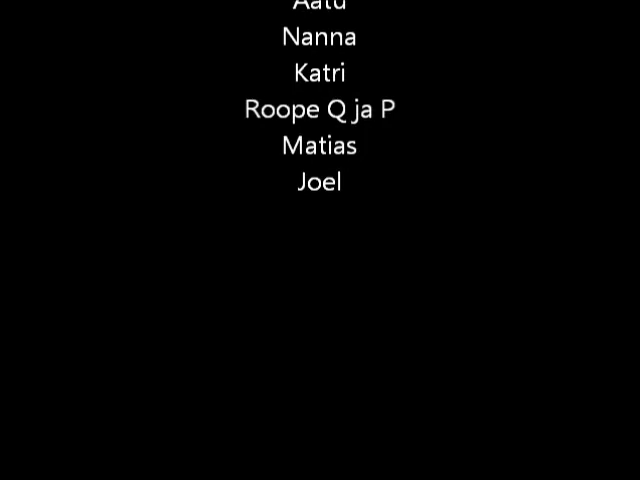 Aatu
Nanna
Katri
Roope Q ja P
Matias
Joel